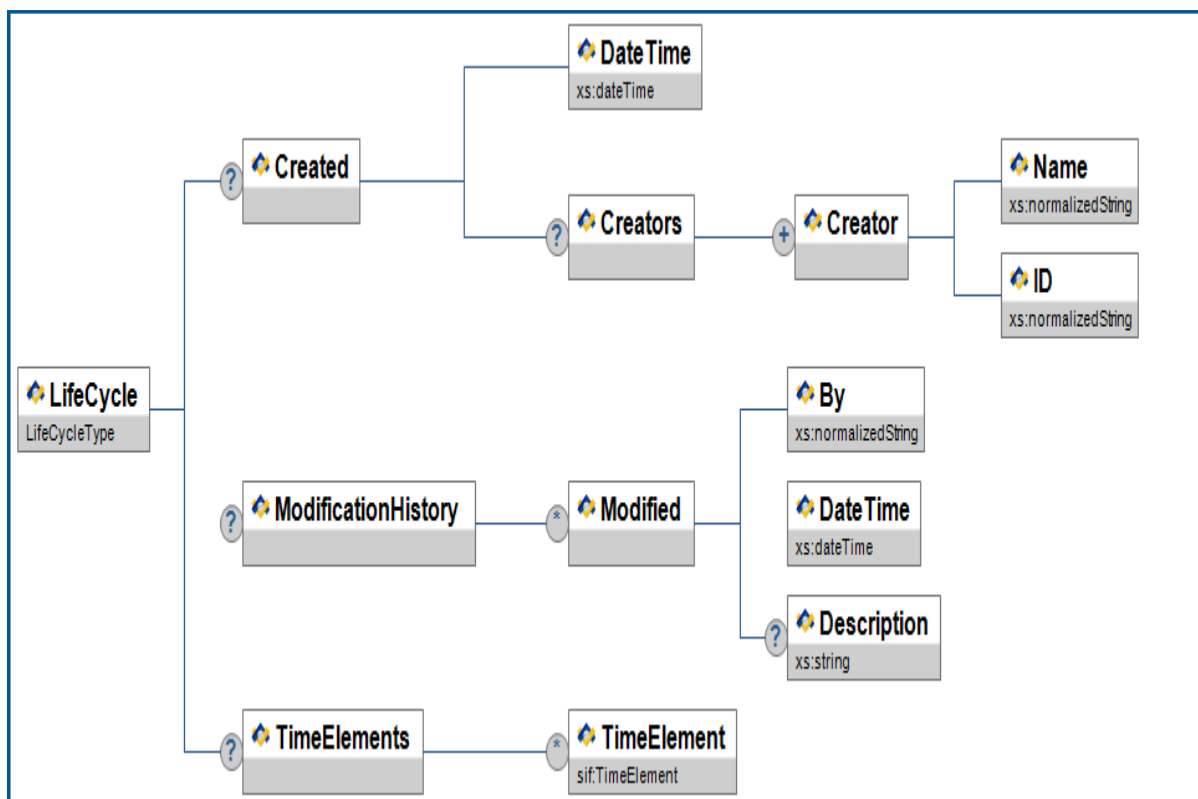 DateTime
xs:dateTime
? Created
Name
xs:normalizedString
? Creators
+ Creator
ID
xs:normalizedString
LifeCycle
LifeCycleType
By
xs:normalizedString
? ModificationHistory
* Modified
DateTime
xs:dateTime
? Description
xs:string
? TimeElements
* TimeElement
sif:TimeElement